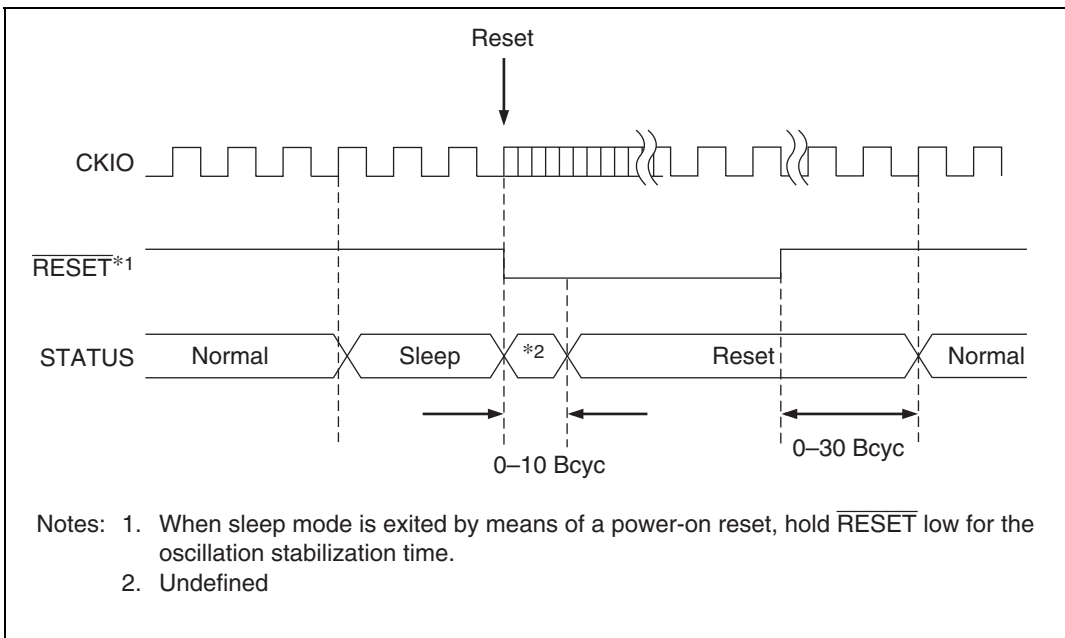 Reset
CKIO
RESET*1
STATUS Normal Sleep *2 Reset Normal
0–10 Bcyc
0–30 Bcyc
Notes: 1. When sleep mode is exited by means of a power-on reset, hold RESET low for the
oscillation stabilization time.
2. Undefined